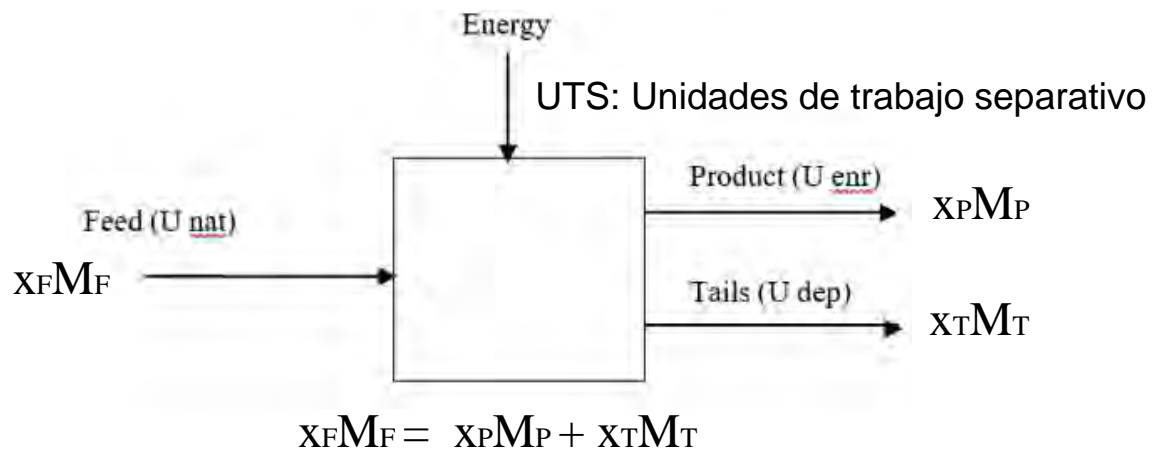 Energy
UTS: Unidades de trabajo separativo
Product (U enr)
xPMP
Feed (U nat)
xFMF
Tails (U dep)
xTMT
xFMF = xPMP + xTMT